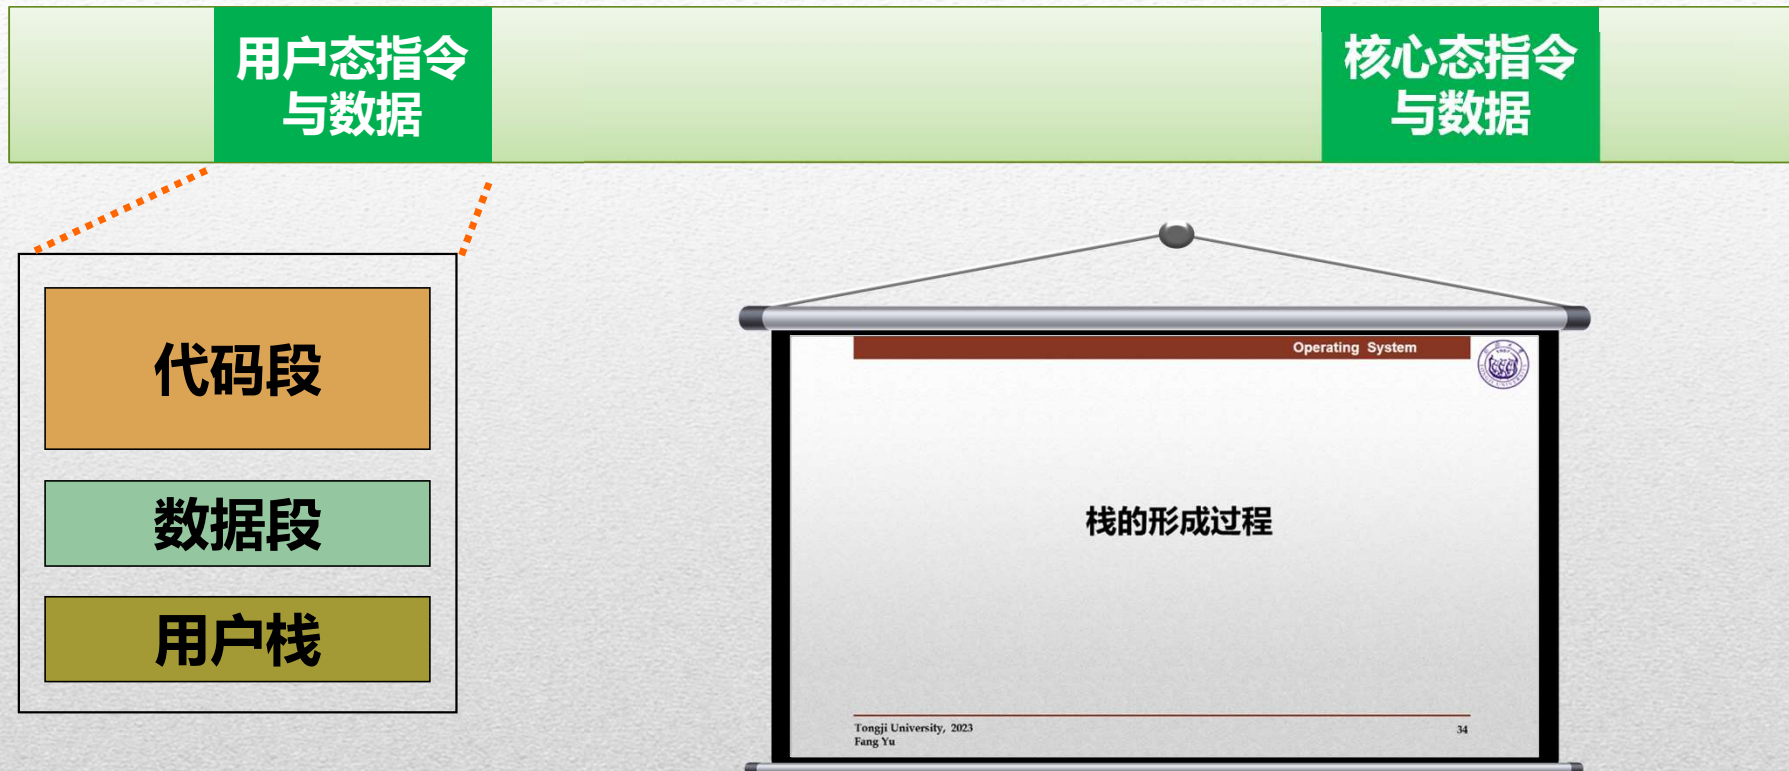 用户态指令
与数据
核心态指令
与数据
代码段
数据段
用户栈
Operating System
栈的形成过程
Tongji University, 2023
Fang Yu
34